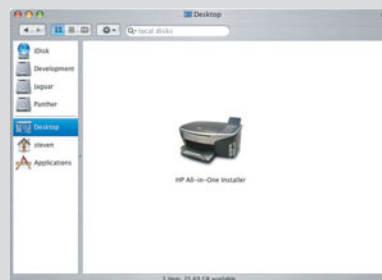 Desktop
local disks
iDisk
Development
Jaguar
Panther
Desktop
steven
Applications
HP All-in-One Installer
1 item, 25.69 GB available